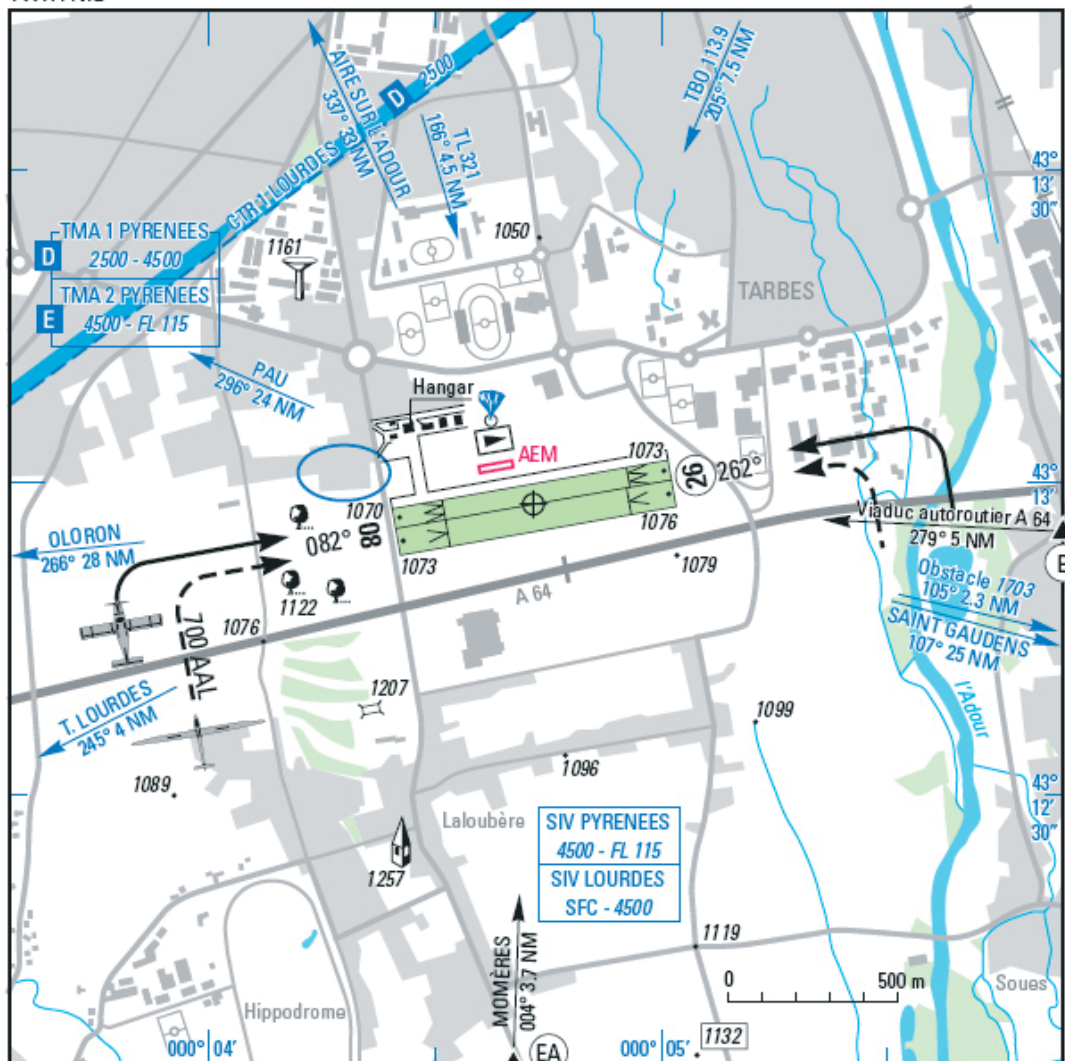 AIRE SUR L'ADOUR
337° 33 NM
D 2500
CTR 1 LOURDES
TL 321
166° 4.5 NM
TBO 113.9
205° 7.5 NM
43°
13'
30"
TMA 1 PYRENEES
D
2500 - 4500
TMA 2 PYRENEES
E
4500 - FL 115
1161
1050
TARBES
PAU
296° 24 NM
Hangar
AEM
1073
26
262°
43°
13'
1070
08
082°
1076
1073
OLORON
266° 28 NM
Viaduc autoroutier A 64
279° 5 NM
1079
A 64
1122
Obstacle 1703
105° 2.3 NM
SAINT GAUDENS
107° 25 NM
1076
700 AAL
T. LOURDES
245° 4 NM
1207
1099
l'Adour
1089
1096
43°
12'
30"
Laloubère
SIV PYRENEES
4500 - FL 115
SIV LOURDES
SFC - 4500
1257
1119
MOMÈRES
004° 3.7 NM
0 500 m
Hippodrome
Soues
000° 04'
EA
000° 05'
1132